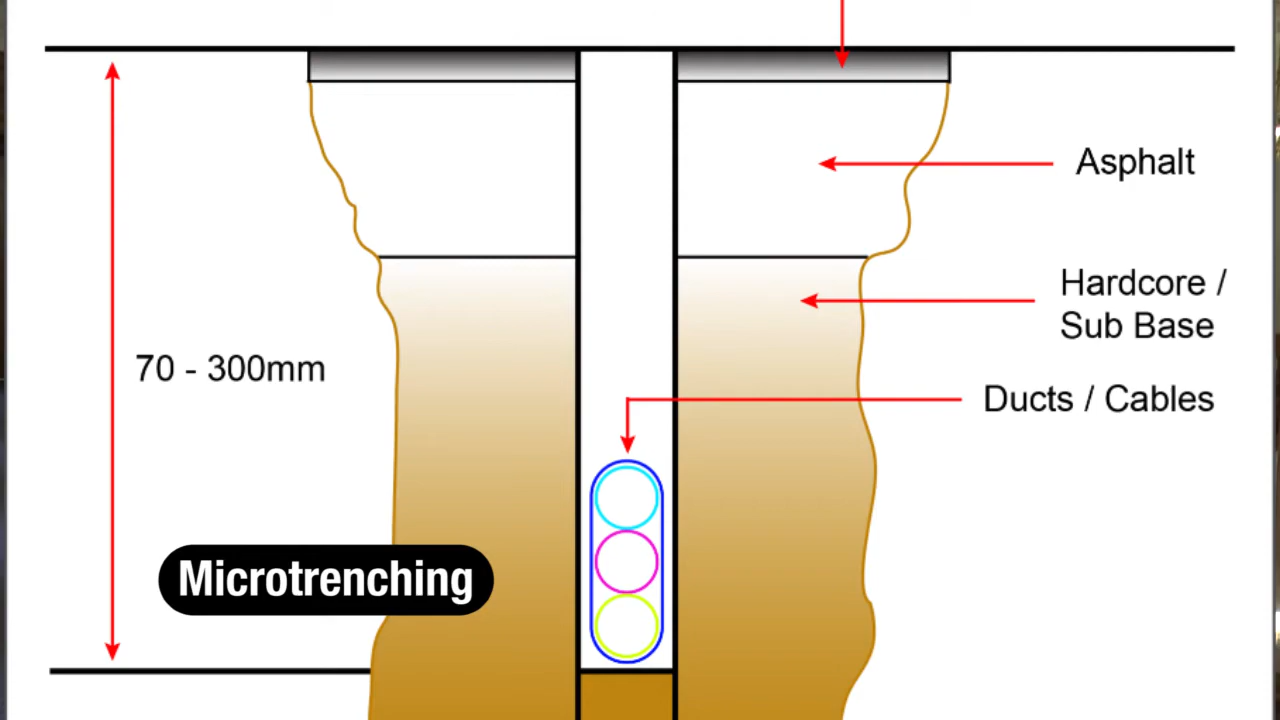 Asphalt
Hardcore /
Sub Base
70 - 300mm
Ducts / Cables
Microtrenching